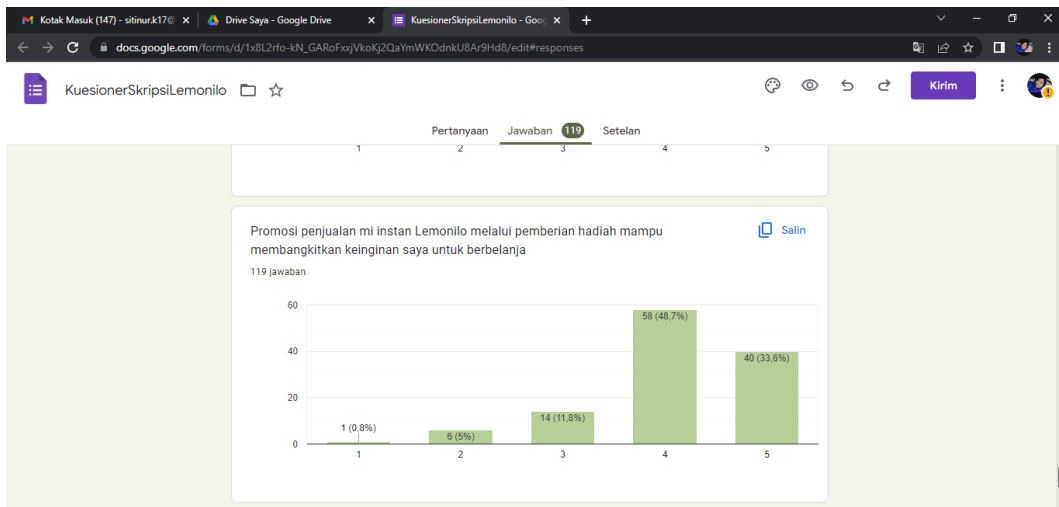 Kotak Masuk (147) - sitinur.k17@
Drive Saya - Google Drive
KuesionerSkripsiLemonilo - Goog
docs.google.com/forms/d/1x8L2rfo-kN_GARoFxxjVkoKj2QaYmWKOdnkU8Ar9Hd8/edit#responses
KuesionerSkripsiLemonilo
Kirim
Pertanyaan Jawaban 119 Setelan
1 2 3 4 5
Promosi penjualan mi instan Lemonilo melalui pemberian hadiah mampu
membangkitkan keinginan saya untuk berbelanja
Salin
119 jawaban
60
40
20
0
1 (0,8%)
6 (5%)
14 (11,8%)
58 (48,7%)
40 (33,6%)
1 2 3 4 5